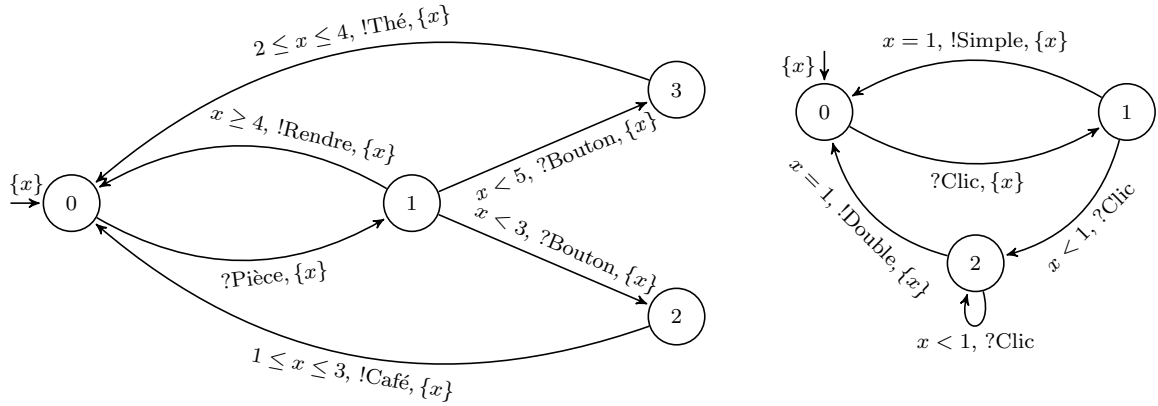 2 ≤ x ≤ 4, !Thé, {x}
x ≥ 4, !Rendre, {x}
{x}
0
1
3
x < 5, ?Bouton, {x}
x < 3, ?Bouton, {x}
?Pièce, {x}
2
1 ≤ x ≤ 3, !Café, {x}
x = 1, !Simple, {x}
{x}
0
1
?Clic, {x}
x = 1, !Double, {x}
x < 1, ?Clic
2
x < 1, ?Clic